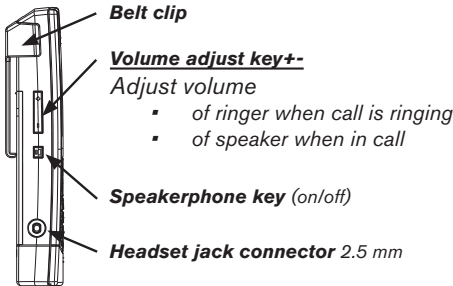 Belt clip
Volume adjust key+-
Adjust volume
▪ of ringer when call is ringing
▪ of speaker when in call
Speakerphone key (on/off)
Headset jack connector 2.5 mm